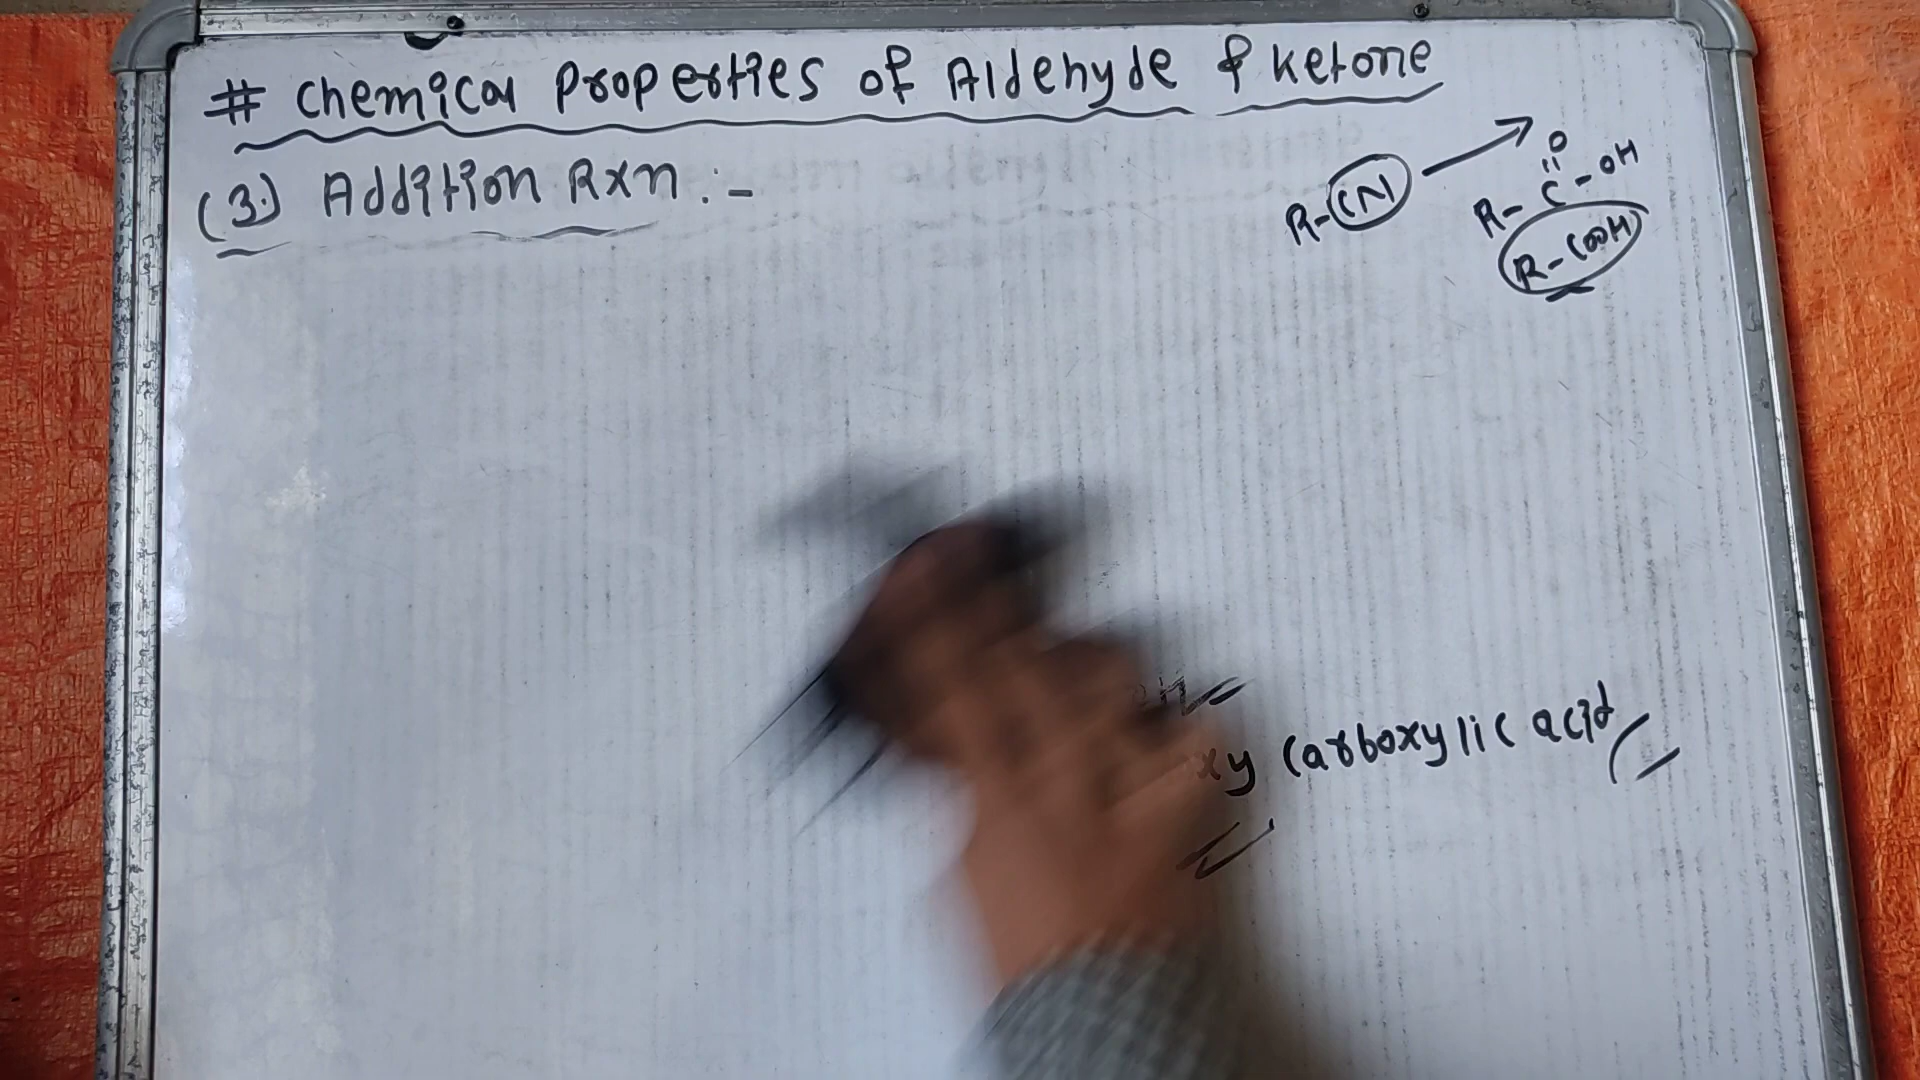 # Chemical Properties of Aldehyde & Ketone
(3.) Addition Rxn :-
R-CN → R-C-OH
O
R-COOH
xy Carboxylic acid